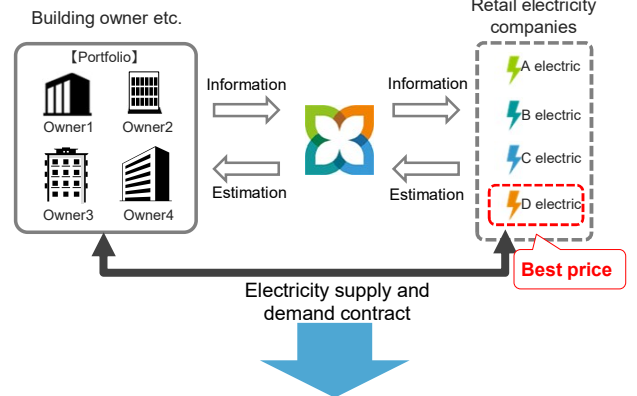 Building owner etc.
Retail electricity
companies
【Portfolio】
Owner1
Owner2
Owner3
Owner4
Information
Estimation
Information
Estimation
A electric
B electric
C electric
D electric
Best price
Electricity supply and
demand contract